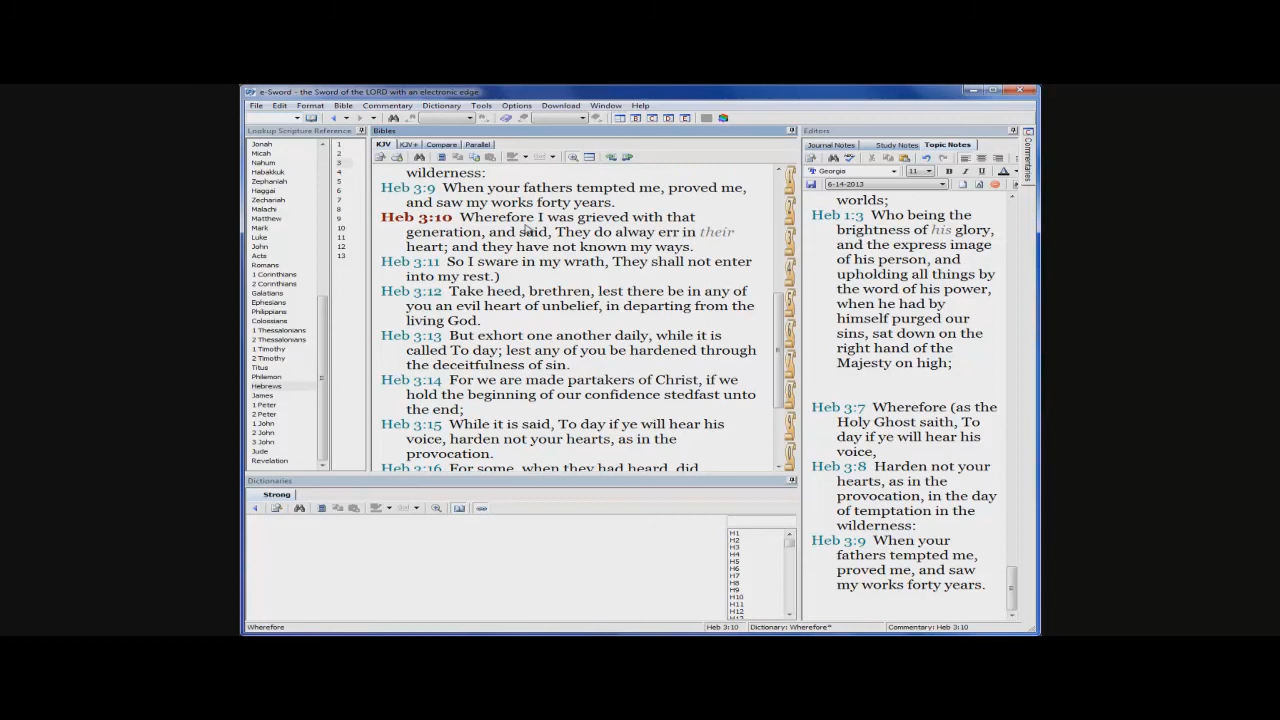 e-Sword - the Sword of the LORD with an electronic edge
File Edit Format Bible Commentary Dictionary Tools Options Application Download Window Help
Lookup Scripture Reference
Jonah
Micah
Nahum
Habakkuk
Zephaniah
Haggai
Zechariah
Malachi
Matthew
Mark
Luke
John
Acts
Romans
1 Corinthians
2 Corinthians
Galatians
Ephesians
Philippians
Colossians
1 Thessalonians
2 Thessalonians
1 Timothy
2 Timothy
Titus
Philemon
Hebrews
James
1 Peter
2 Peter
1 John
2 John
3 John
Jude
Revelation
1
2
3
4
5
6
7
8
9
10
11
12
13
Bibles
KJV KJV+ Compare Parallel
wilderness:
Heb 3:9 When your fathers tempted me, proved me,
and saw my works forty years.
Heb 3:10 Wherefore I was grieved with that
generation, and said, They do alway err in their
heart; and they have not known my ways.
Heb 3:11 So I sware in my wrath, They shall not enter
into my rest.)
Heb 3:12 Take heed, brethren, lest there be in any of
you an evil heart of unbelief, in departing from the
living God.
Heb 3:13 But exhort one another daily, while it is
called To day; lest any of you be hardened through
the deceitfulness of sin.
Heb 3:14 For we are made partakers of Christ, if we
hold the beginning of our confidence stedfast unto
the end;
Heb 3:15 While it is said, To day if ye will hear his
voice, harden not your hearts, as in the
provocation.
Heb 3:16 For some, when they had heard, did
Dictionaries
Strong
H1
H2
H3
H4
H5
H6
H7
H8
H9
H10
H11
H12
Editors
Journal Notes Study Notes Topic Notes
Georgia 11
B I U A
6-14-2013
worlds;
Heb 1:3 Who being the
brightness of his glory,
and the express image
of his person, and
upholding all things by
the word of his power,
when he had by
himself purged our
sins, sat down on the
right hand of the
Majesty on high;
Heb 3:7 Wherefore (as the
Holy Ghost saith, To
day if ye will hear his
voice,
Heb 3:8 Harden not your
hearts, as in the
provocation, in the day
of temptation in the
wilderness:
Heb 3:9 When your
fathers tempted me,
proved me, and saw
my works forty years.
Commentaries
Wherefore
Heb 3:10 Dictionary: Wherefore* Commentary: Heb 3:10